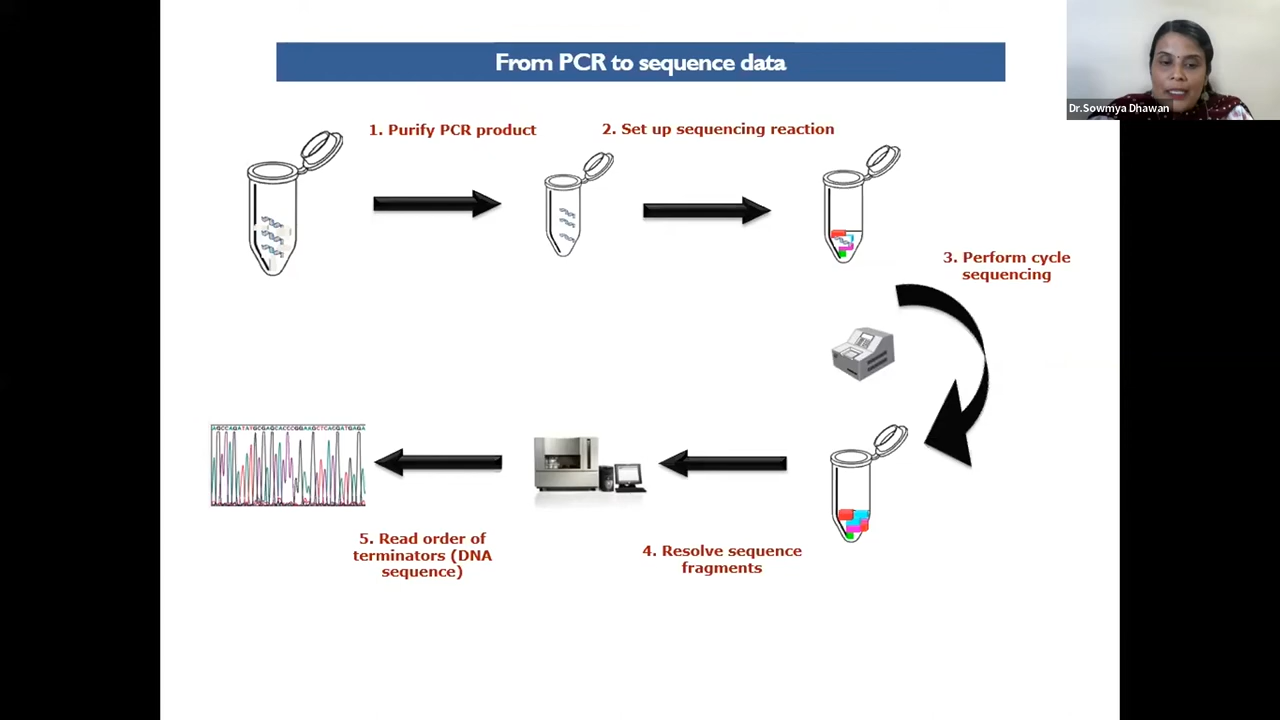 From PCR to sequence data
Dr.Sowmya Dhawan
1. Purify PCR product
2. Set up sequencing reaction
3. Perform cycle
sequencing
AGCCAGATATGCGAGCACCCGGAAGCTCACGATGAGA
5. Read order of
terminators (DNA
sequence)
4. Resolve sequence
fragments